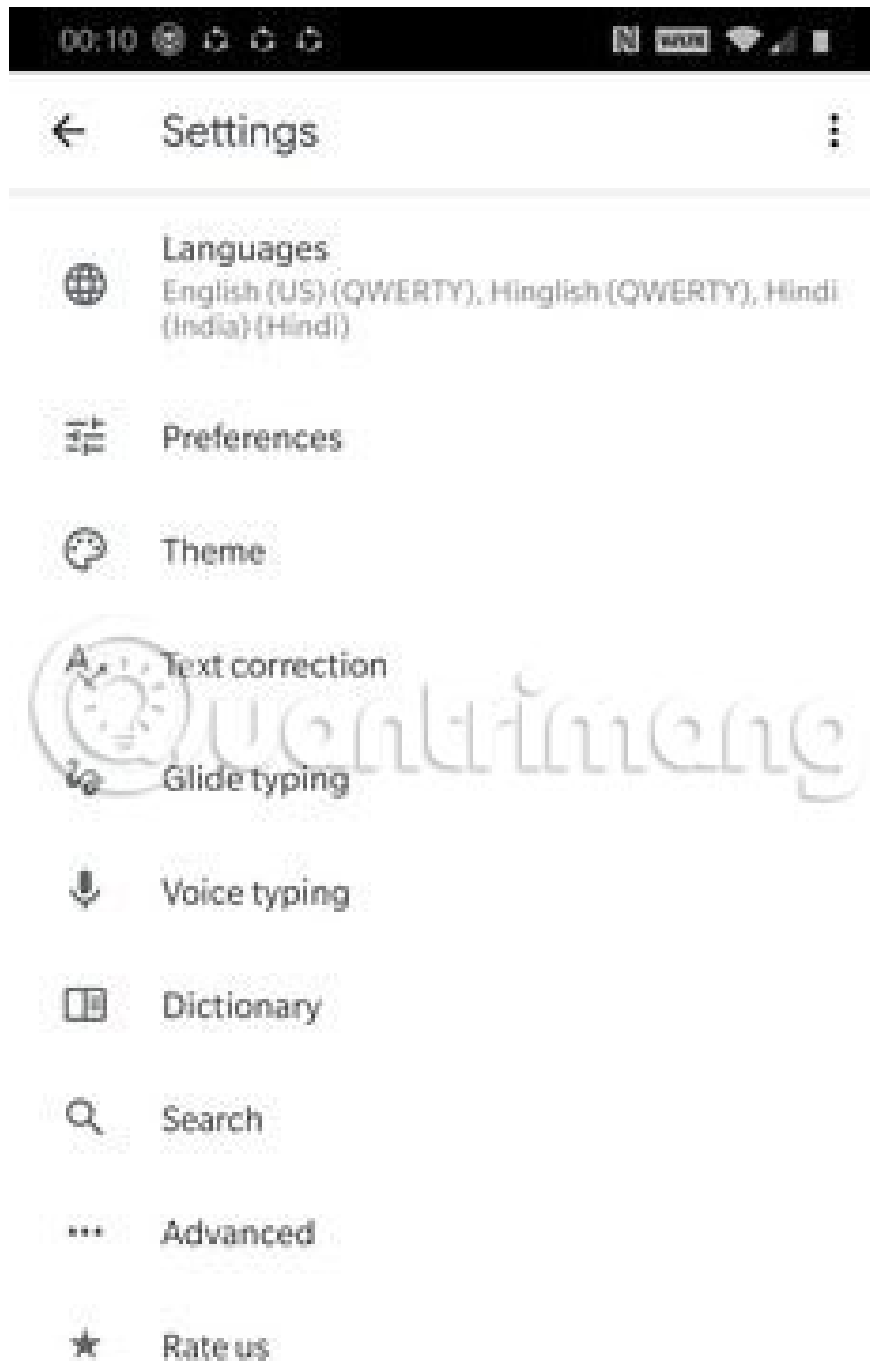 00:10
Settings
Languages
English (US) (QWERTY), Hinglish (QWERTY), Hindi
(India) (Hindi)
Preferences
Theme
Text correction
Quantrimang
Glide typing
Voice typing
Dictionary
Search
Advanced
Rate us